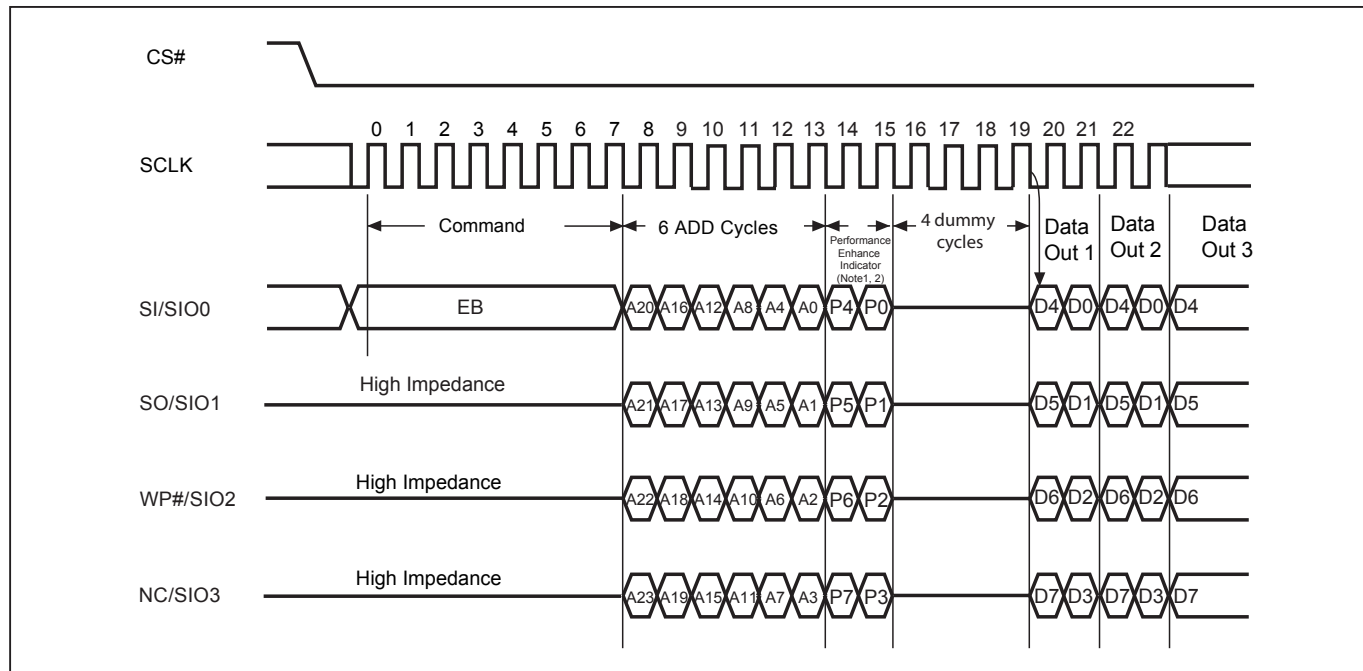 CS#
0 1 2 3 4 5 6 7 8 9 10 11 12 13 14 15 16 17 18 19 20 21 22
SCLK
Command
6 ADD Cycles
Performance
Enhance
Indicator
(Note1, 2)
4 dummy
cycles
Data
Out 1
Data
Out 2
Data
Out 3
SI/SIO0
EB
A20 A16 A12 A8 A4 A0 P4 P0 D4 D0 D4 D0 D4
High Impedance
SO/SIO1
A21 A17 A13 A9 A5 A1 P5 P1 D5 D1 D5 D1 D5
High Impedance
WP#/SIO2
A22 A18 A14 A10 A6 A2 P6 P2 D6 D2 D6 D2 D6
High Impedance
NC/SIO3
A23 A19 A15 A11 A7 A3 P7 P3 D7 D3 D7 D3 D7